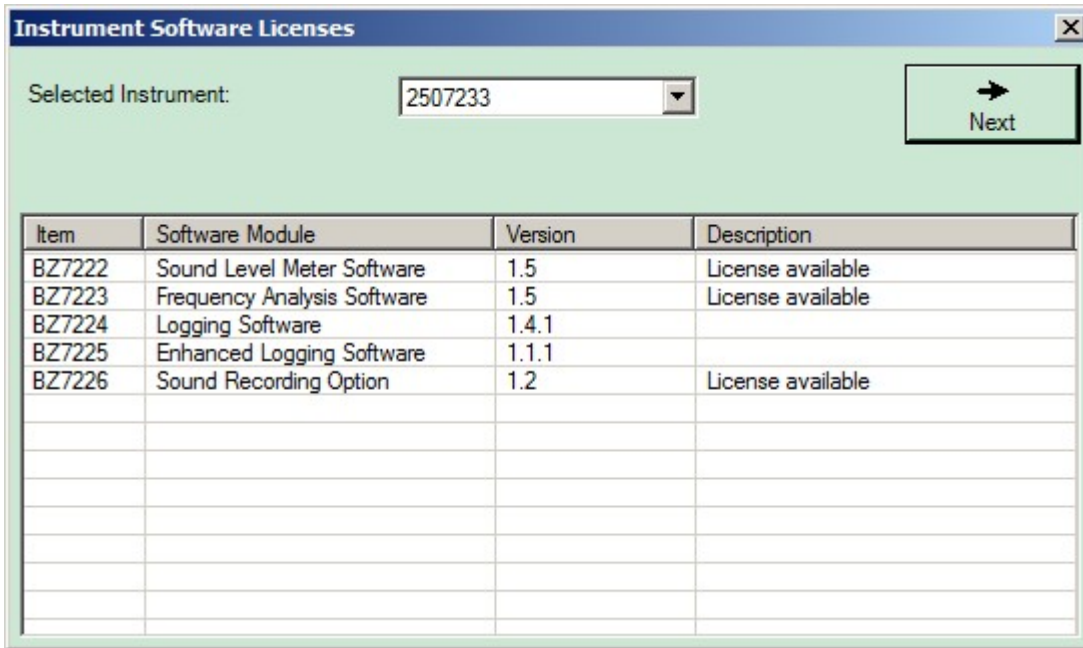 Instrument Software Licenses
Selected Instrument: 2507233
Next
Item Software Module Version Description
BZ7222 Sound Level Meter Software 1.5 License available
BZ7223 Frequency Analysis Software 1.5 License available
BZ7224 Logging Software 1.4.1
BZ7225 Enhanced Logging Software 1.1.1
BZ7226 Sound Recording Option 1.2 License available